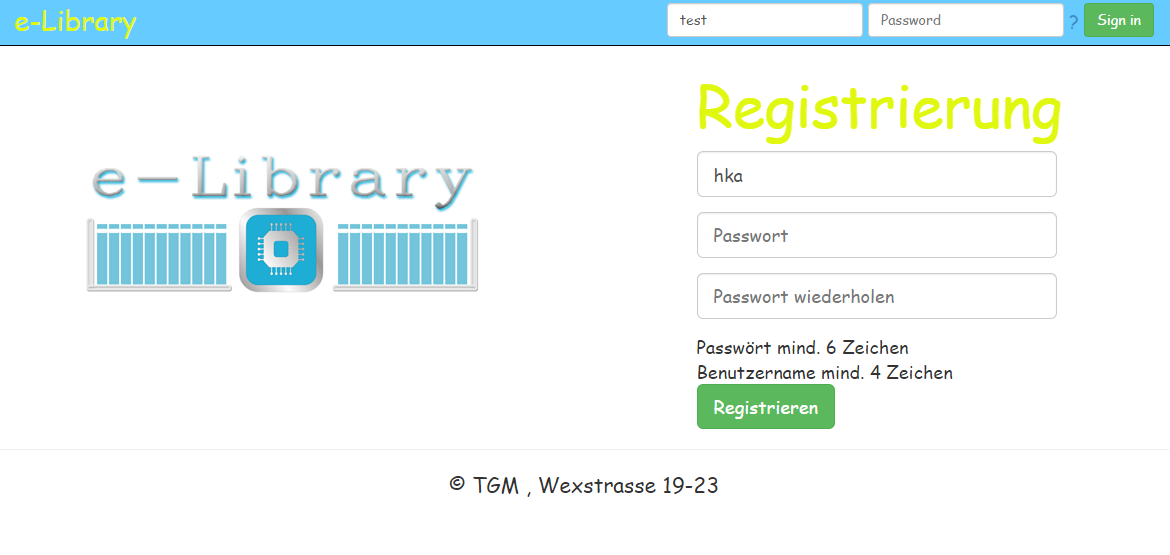 e-Library test Password ? Sign in
Registrierung
e-Library
hka
Passwort
Passwort wiederholen
Passwört mind. 6 Zeichen
Benutzername mind. 4 Zeichen
Registrieren
© TGM , Wexstrasse 19-23